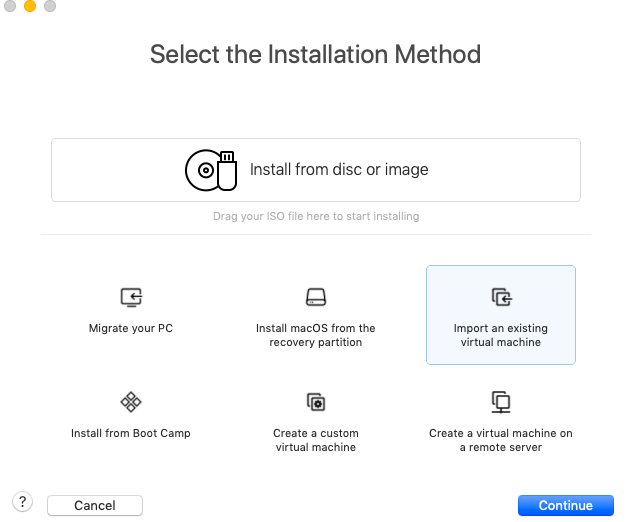 Select the Installation Method
Install from disc or image
Drag your ISO file here to start installing
Migrate your PC
Install macOS from the
recovery partition
Import an existing
virtual machine
Install from Boot Camp
Create a custom
virtual machine
Create a virtual machine on
a remote server
?
Cancel
Continue